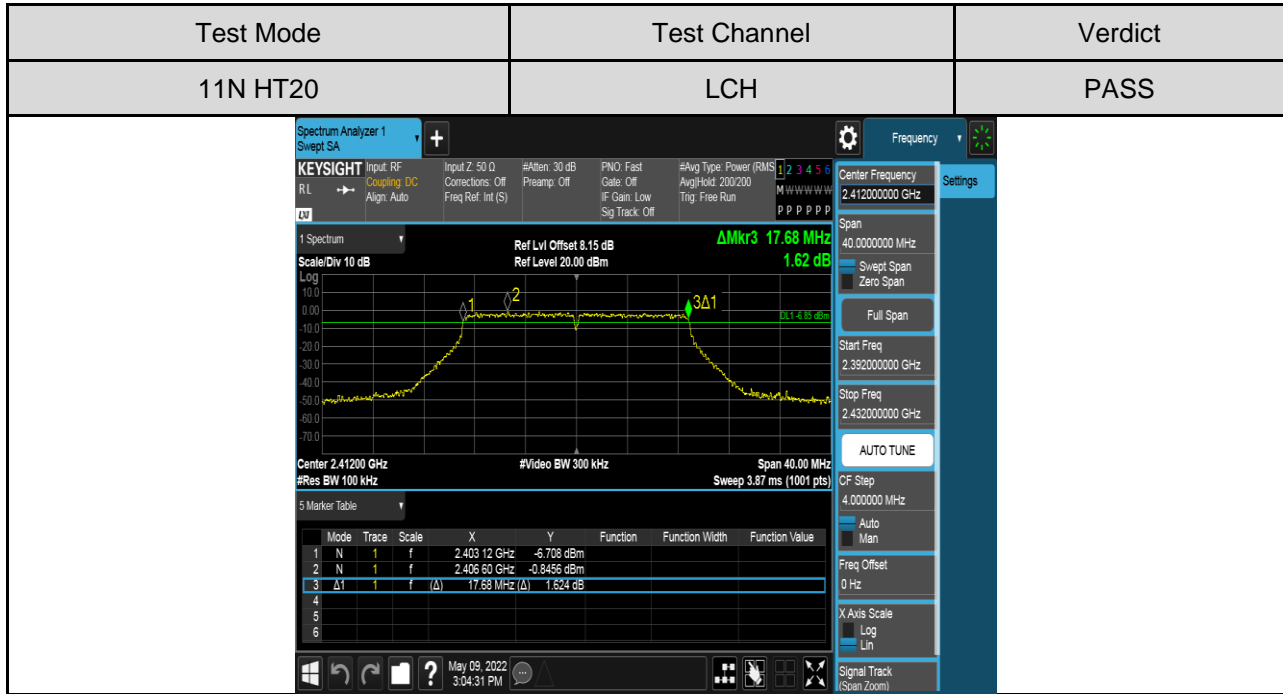 Test Mode Test Channel Verdict
11N HT20 LCH PASS
Spectrum Analyzer 1
Swept SA
+
Frequency
KEYSIGHT Input: RF Input Z: 50 Ω #Atten: 30 dB PNO: Fast #Avg Type: Power (RMS 1 2 3 4 5 6
RL Coupling: DC Corrections: Off Preamp: Off Gate: Off Avg|Hold: 200/200 M W W W W W
Align: Auto Freq Ref: Int (S) IF Gain: Low Trig: Free Run
LXI Sig Track: Off P P P P P P
1 Spectrum Ref Lvl Offset 8.15 dB ΔMkr3 17.68 MHz
Scale/Div 10 dB Ref Level 20.00 dBm 1.62 dB
Log
10.0
0.00
-10.0
-20.0
-30.0
-40.0
-50.0
-60.0
-70.0
1 2 3Δ1
DL1 -6.85 dBm
Center 2.41200 GHz #Video BW 300 kHz Span 40.00 MHz
#Res BW 100 kHz Sweep 3.87 ms (1001 pts)
5 Marker Table
Mode Trace Scale X Y Function Function Width Function Value
1 N 1 f 2.403 12 GHz -6.708 dBm
2 N 1 f 2.406 60 GHz -0.8456 dBm
3 Δ1 1 f (Δ) 17.68 MHz (Δ) 1.624 dB
4
5
6
? May 09, 2022
3:04:31 PM
Center Frequency
2.412000000 GHz
Settings
Span
40.0000000 MHz
Swept Span
Zero Span
Full Span
Start Freq
2.392000000 GHz
Stop Freq
2.432000000 GHz
AUTO TUNE
CF Step
4.000000 MHz
Auto
Man
Freq Offset
0 Hz
X Axis Scale
Log
Lin
Signal Track
(Span Zoom)